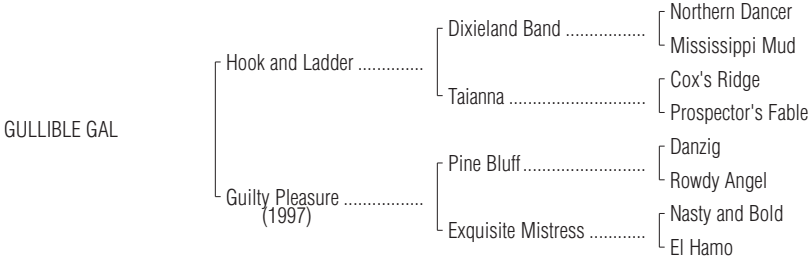 Northern Dancer
Dixieland Band ................
Mississippi Mud
Hook and Ladder .............
Cox's Ridge
Taianna ...........................
Prospector's Fable
GULLIBLE GAL
Danzig
Pine Bluff........................
Rowdy Angel
Guilty Pleasure ................
(1997)
Nasty and Bold
Exquisite Mistress ...........
El Hamo